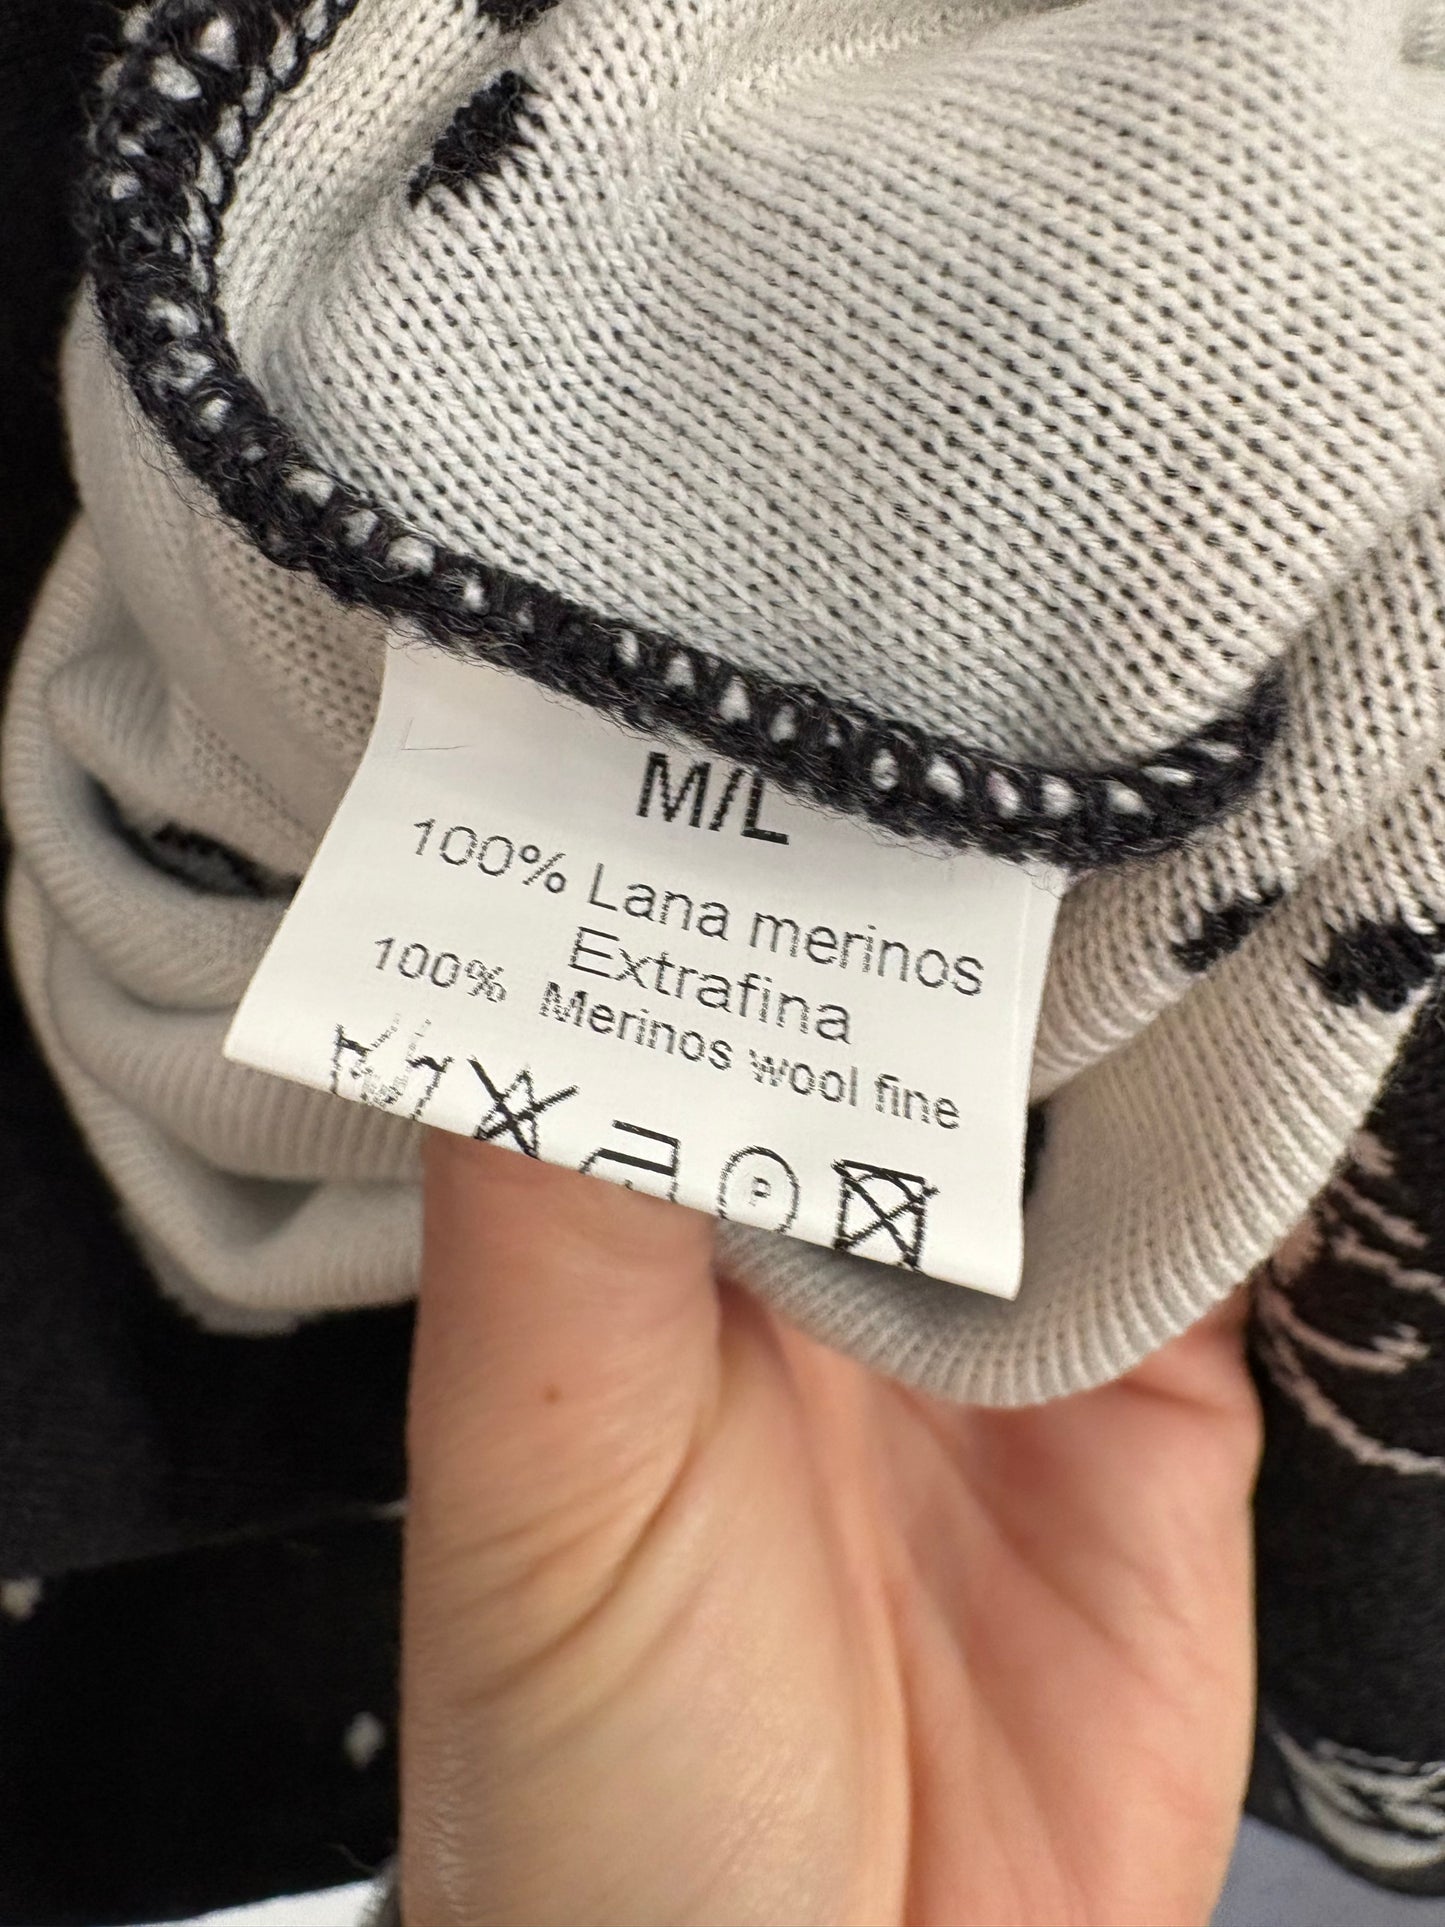 M/L
100% Lana merinos
Extrafina
100% Merinos wool fine
P